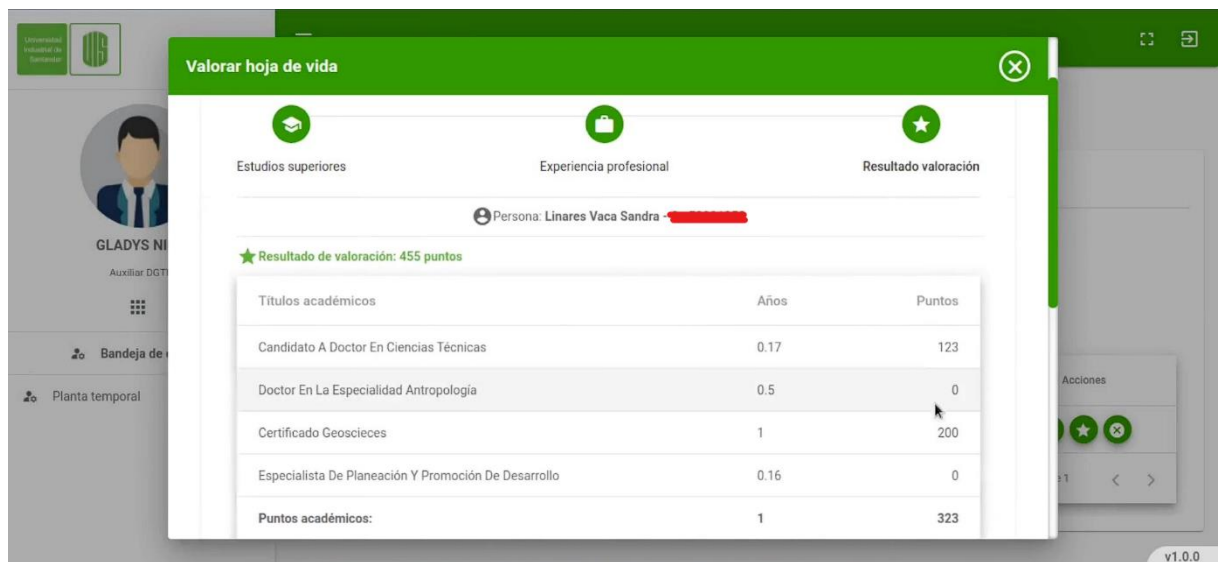 Universidad
Industrial de
Santander
Valorar hoja de vida
Estudios superiores
Experiencia profesional
Resultado valoración
Persona: Linares Vaca Sandra -
GLADYS NI
Auxiliar DGT
Resultado de valoración: 455 puntos
Títulos académicos Años Puntos
Candidato A Doctor En Ciencias Técnicas 0.17 123
Doctor En La Especialidad Antropología 0.5 0
Certificado Geoscieces 1 200
Especialista De Planeación Y Promoción De Desarrollo 0.16 0
Puntos académicos: 1 323
Bandeja de
Planta temporal
Acciones
1
v1.0.0